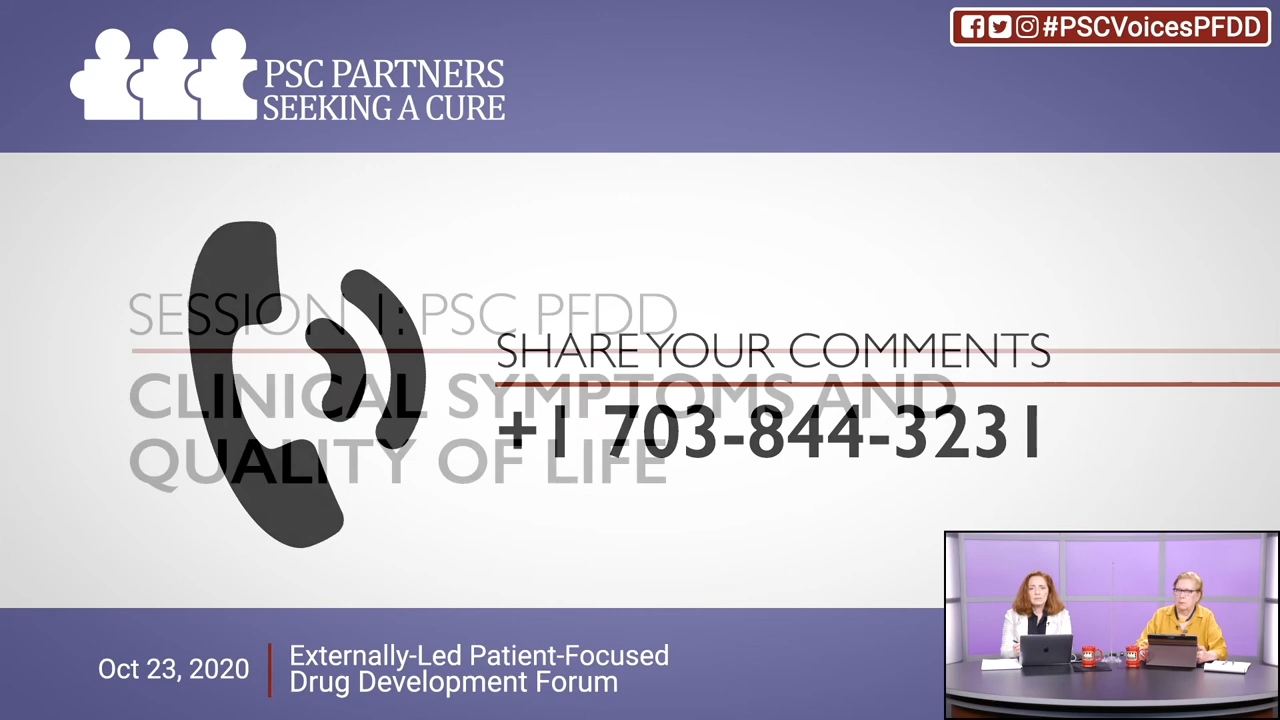 #PSCVoicesPFDD
PSC PARTNERS
SEEKING A CURE
SESSION 1: PSC PFDD
CLINICAL SYMPTOMS AND
QUALITY OF LIFE
SHARE YOUR COMMENTS
+1 703-844-3231
Oct 23, 2020
Externally-Led Patient-Focused
Drug Development Forum